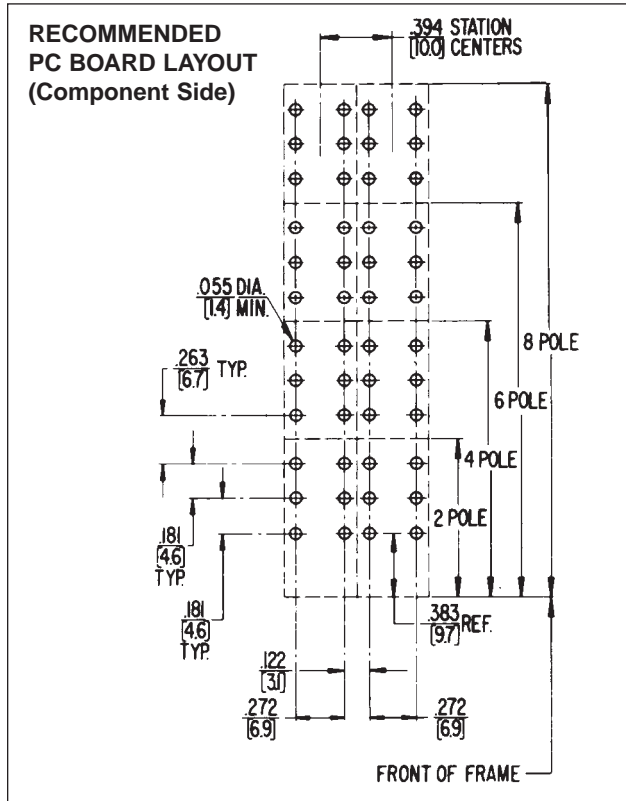 RECOMMENDED
PC BOARD LAYOUT
(Component Side)
.394 STATION
[10.0] CENTERS
.055 DIA.
[1.4] MIN.
8 POLE
.263 TYP.
[6.7]
6 POLE
4 POLE
2 POLE
.181
[4.6]
TYP.
.181
[4.6]
TYP.
.383 REF.
[9.7]
.122
[3.1]
.272
[6.9]
.272
[6.9]
FRONT OF FRAME